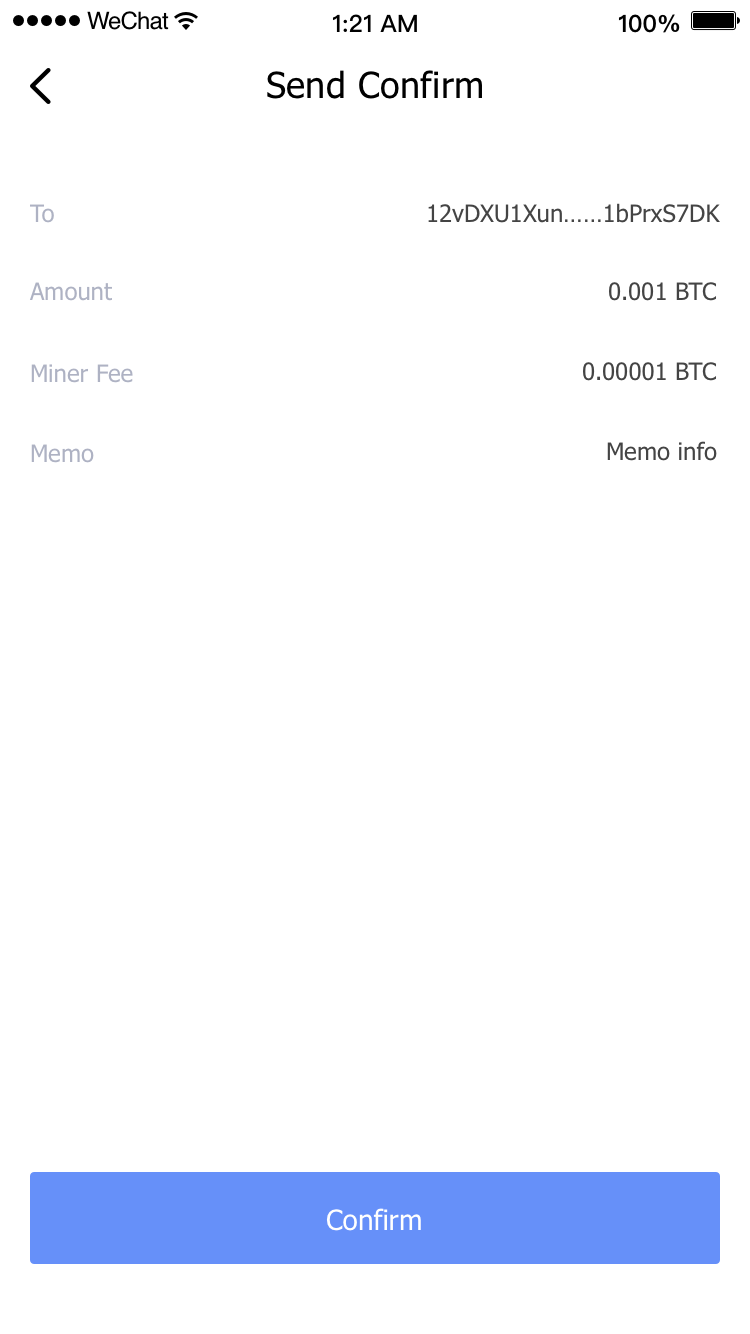 WeChat 1:21 AM 100%
Send Confirm
To 12vDXU1Xun......1bPrxS7DK
Amount 0.001 BTC
Miner Fee 0.00001 BTC
Memo Memo info
Confirm